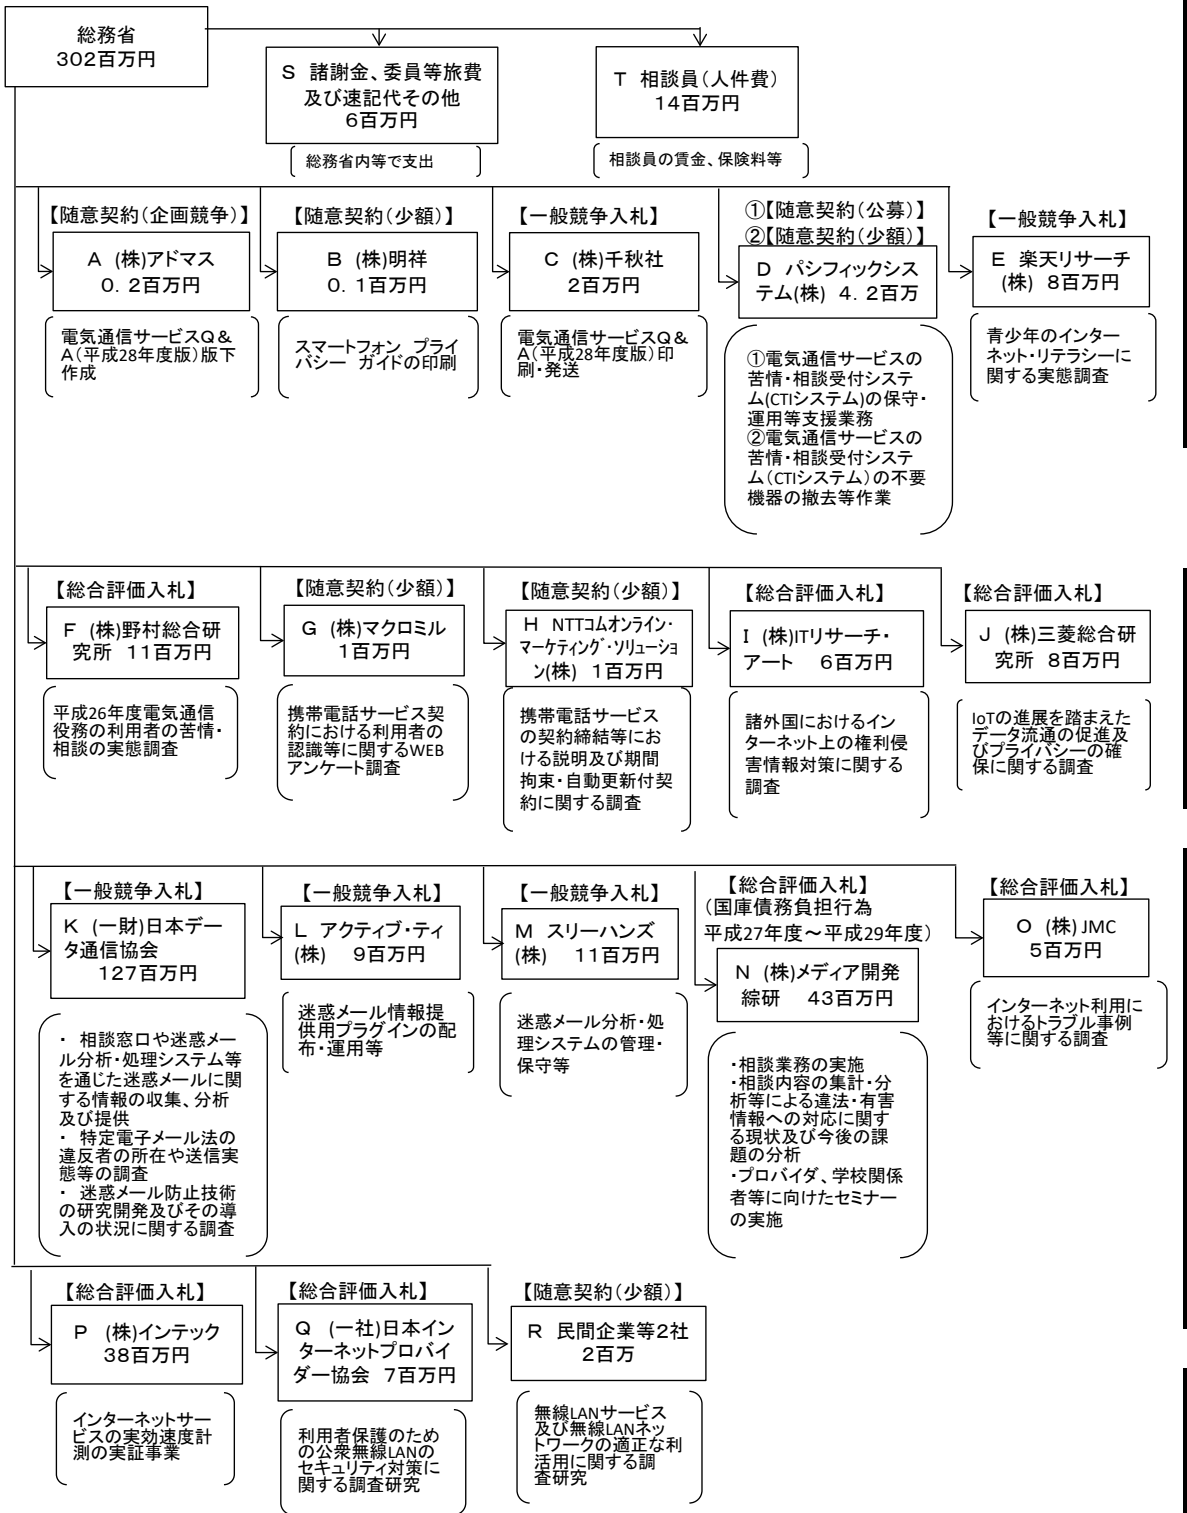 総務省
302百万円
S 諸謝金、委員等旅費
及び速記代その他
6百万円
総務省内等で支出
T 相談員(人件費)
14百万円
相談員の賃金、保険料等
【随意契約(企画競争)】
A (株)アドマス
0.2百万円
電気通信サービスQ&
A(平成28年度版)版下
作成
【随意契約(少額)】
B (株)明祥
0.1百万円
スマートフォン プライ
バシー ガイドの印刷
【一般競争入札】
C (株)千秋社
2百万円
電気通信サービスQ&
A(平成28年度版)印
刷・発送
①【随意契約(公募)】
②【随意契約(少額)】
D パシフィックシス
テム(株) 4.2百万
①電気通信サービスの
苦情・相談受付システ
ム(CTIシステム)の保守・
運用等支援業務
②電気通信サービスの
苦情・相談受付システ
ム(CTIシステム)の不要
機器の撤去等作業
【一般競争入札】
E 楽天リサーチ
(株) 8百万円
青少年のインター
ネット・リテラシーに
関する実態調査
【総合評価入札】
F (株)野村総合研
究所 11百万円
平成26年度電気通信
役務の利用者の苦情・
相談の実態調査
【随意契約(少額)】
G (株)マクロミル
1百万円
携帯電話サービス契
約における利用者の
認識等に関するWEB
アンケート調査
【随意契約(少額)】
H NTTコムオンライン・
マーケティング・ソリューショ
ン(株) 1百万円
携帯電話サービス
の契約締結等にお
ける説明及び期間
拘束・自動更新付契
約に関する調査
【総合評価入札】
I (株)ITリサーチ・
アート 6百万円
諸外国におけるイン
ターネット上の権利侵
害情報対策に関する
調査
【総合評価入札】
J (株)三菱総合研
究所 8百万円
IoTの進展を踏まえた
データ流通の促進及
びプライバシーの確
保に関する調査
【一般競争入札】
K (一財)日本デー
タ通信協会
127百万円
・ 相談窓口や迷惑メー
ル分析・処理システム等
を通じた迷惑メールに関
する情報の収集、分析
及び提供
・ 特定電子メール法の
違反者の所在や送信実
態等の調査
・ 迷惑メール防止技術
の研究開発及びその導
入の状況に関する調査
【一般競争入札】
L アクティブ・ティ
(株) 9百万円
迷惑メール情報提
供用プラグインの配
布・運用等
【一般競争入札】
M スリーハンズ
(株) 11百万円
迷惑メール分析・処
理システムの管理・
保守等
【総合評価入札】
(国庫債務負担行為
平成27年度~平成29年度)
N (株)メディア開発
綜研 43百万円
・相談業務の実施
・相談内容の集計・分
析等による違法・有害
情報への対応に関す
る現状及び今後の課
題の分析
・プロバイダ、学校関係
者等に向けたセミナー
の実施
【総合評価入札】
O (株)JMC
5百万円
インターネット利用に
おけるトラブル事例
等に関する調査
【総合評価入札】
P (株)インテック
38百万円
インターネットサー
ビスの実効速度計
測の実証事業
【総合評価入札】
Q (一社)日本イン
ターネットプロバイ
ダー協会 7百万円
利用者保護のため
の公衆無線LANの
セキュリティ対策に
関する調査研究
【随意契約(少額)】
R 民間企業等2社
2百万
無線LANサービス
及び無線LANネッ
トワークの適正な利
活用に関する調
査研究